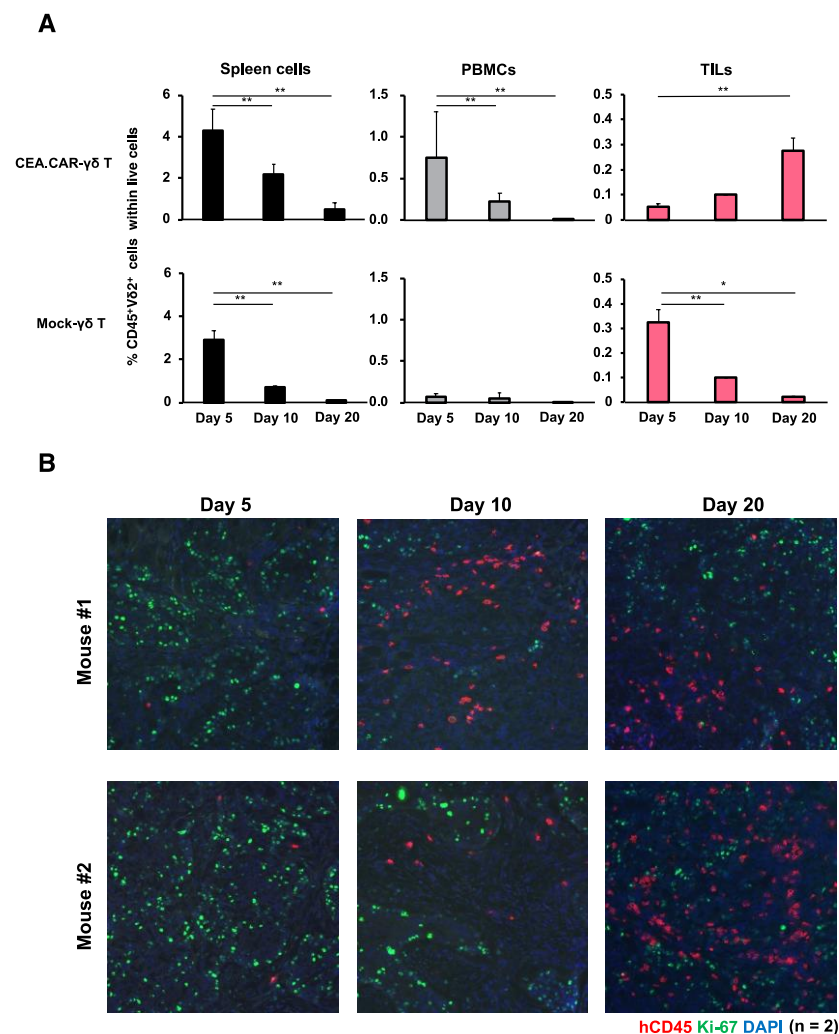 A
Spleen cells
PBMCs
TILs
CEA.CAR-γδ T
Mock-γδ T
% CD45⁺Vδ2⁺ cells within live cells
6
4
2
0
**
**
1.5
1.0
0.5
0.0
**
**
0.5
0.4
0.3
0.2
0.1
0
**
6
4
2
0
**
**
Day 5 Day 10 Day 20
1.5
1.0
0.5
0.0
Day 5 Day 10 Day 20
0.5
0.4
0.3
0.2
0.1
0
*
**
Day 5 Day 10 Day 20
B
Day 5
Day 10
Day 20
Mouse #1
Mouse #2
hCD45 Ki-67 DAPI (n = 2)